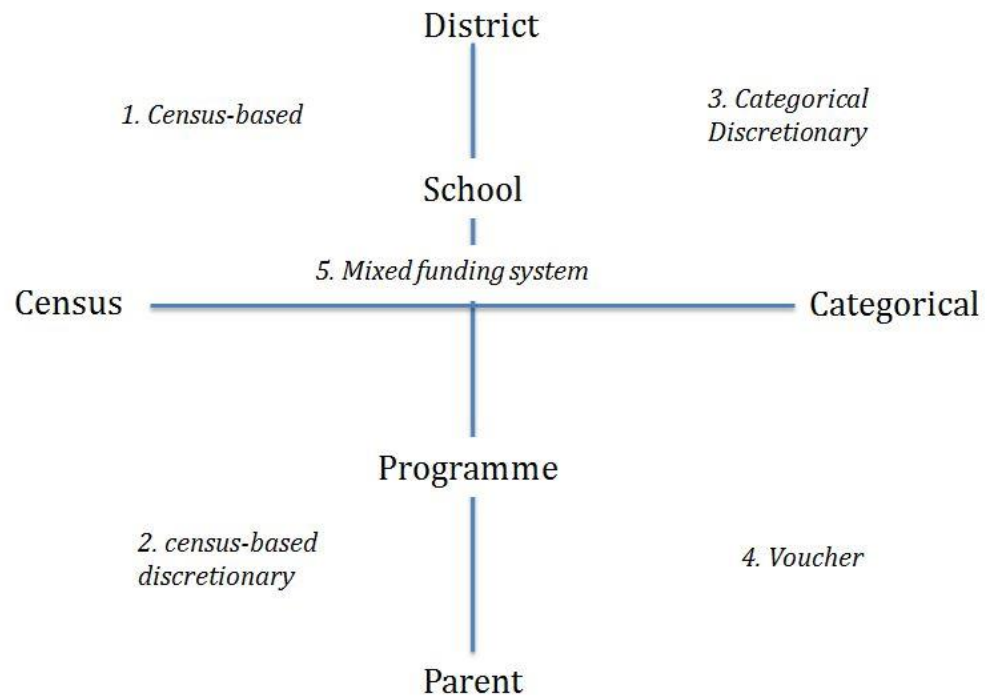 District
1. Census-based
3. Categorical
Discretionary
School
5. Mixed funding system
Census
Categorical
Programme
2. census-based
discretionary
4. Voucher
Parent